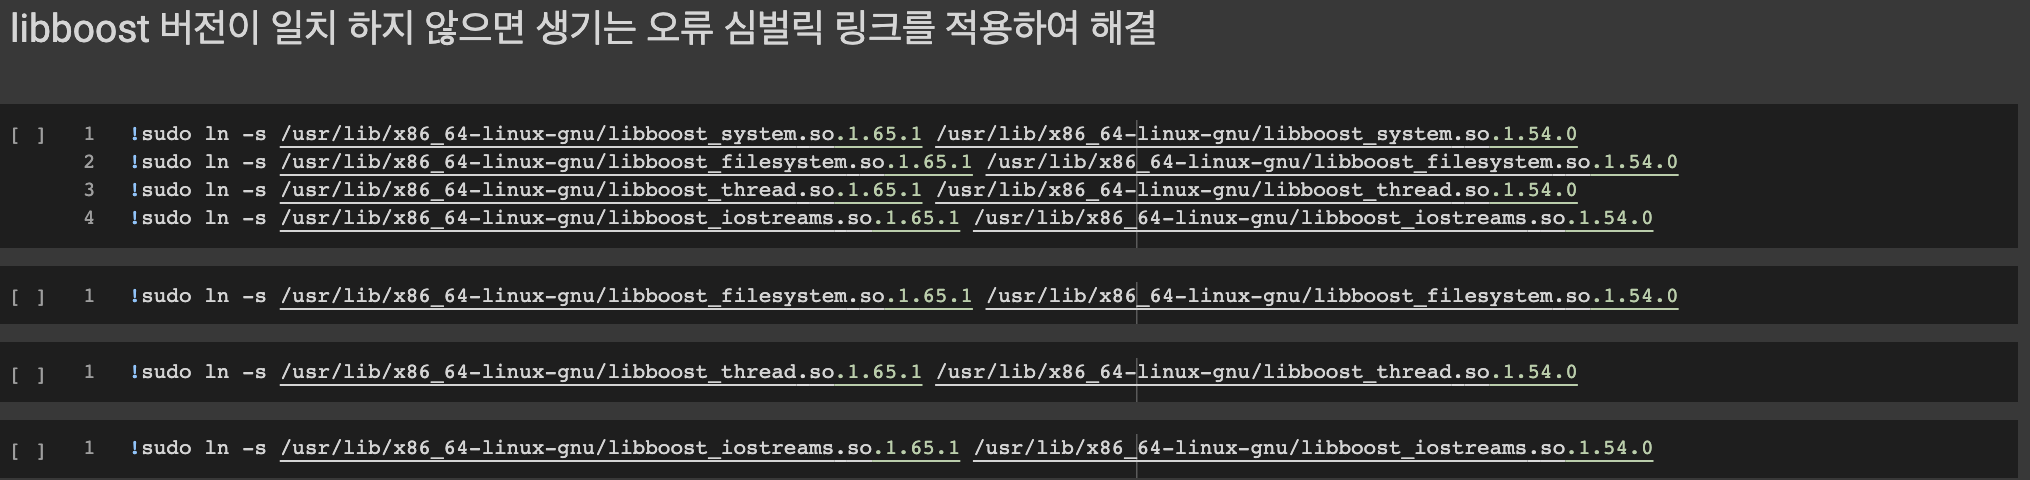 libboost 버전이 일치 하지 않으면 생기는 오류 심벌릭 링크를 적용하여 해결
[ ] 1 !sudo ln -s /usr/lib/x86_64-linux-gnu/libboost_system.so.1.65.1 /usr/lib/x86_64-linux-gnu/libboost_system.so.1.54.0
2 !sudo ln -s /usr/lib/x86_64-linux-gnu/libboost_filesystem.so.1.65.1 /usr/lib/x86_64-linux-gnu/libboost_filesystem.so.1.54.0
3 !sudo ln -s /usr/lib/x86_64-linux-gnu/libboost_thread.so.1.65.1 /usr/lib/x86_64-linux-gnu/libboost_thread.so.1.54.0
4 !sudo ln -s /usr/lib/x86_64-linux-gnu/libboost_iostreams.so.1.65.1 /usr/lib/x86_64-linux-gnu/libboost_iostreams.so.1.54.0
[ ] 1 !sudo ln -s /usr/lib/x86_64-linux-gnu/libboost_filesystem.so.1.65.1 /usr/lib/x86_64-linux-gnu/libboost_filesystem.so.1.54.0
[ ] 1 !sudo ln -s /usr/lib/x86_64-linux-gnu/libboost_thread.so.1.65.1 /usr/lib/x86_64-linux-gnu/libboost_thread.so.1.54.0
[ ] 1 !sudo ln -s /usr/lib/x86_64-linux-gnu/libboost_iostreams.so.1.65.1 /usr/lib/x86_64-linux-gnu/libboost_iostreams.so.1.54.0